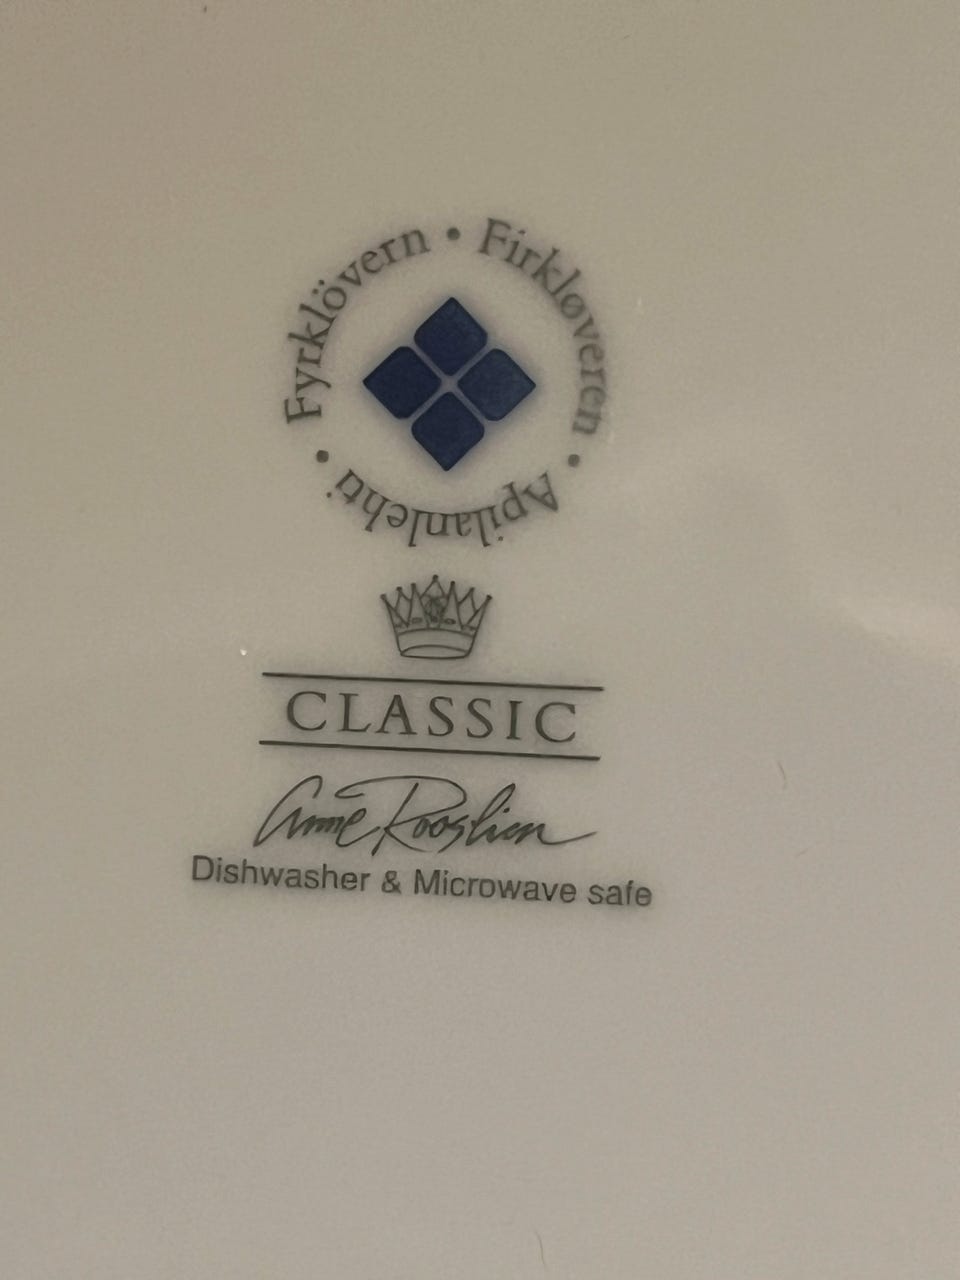 Fyrklövern • Firkløveren • Apilanlehti •
CLASSIC
Anne Rooslien
Dishwasher & Microwave safe